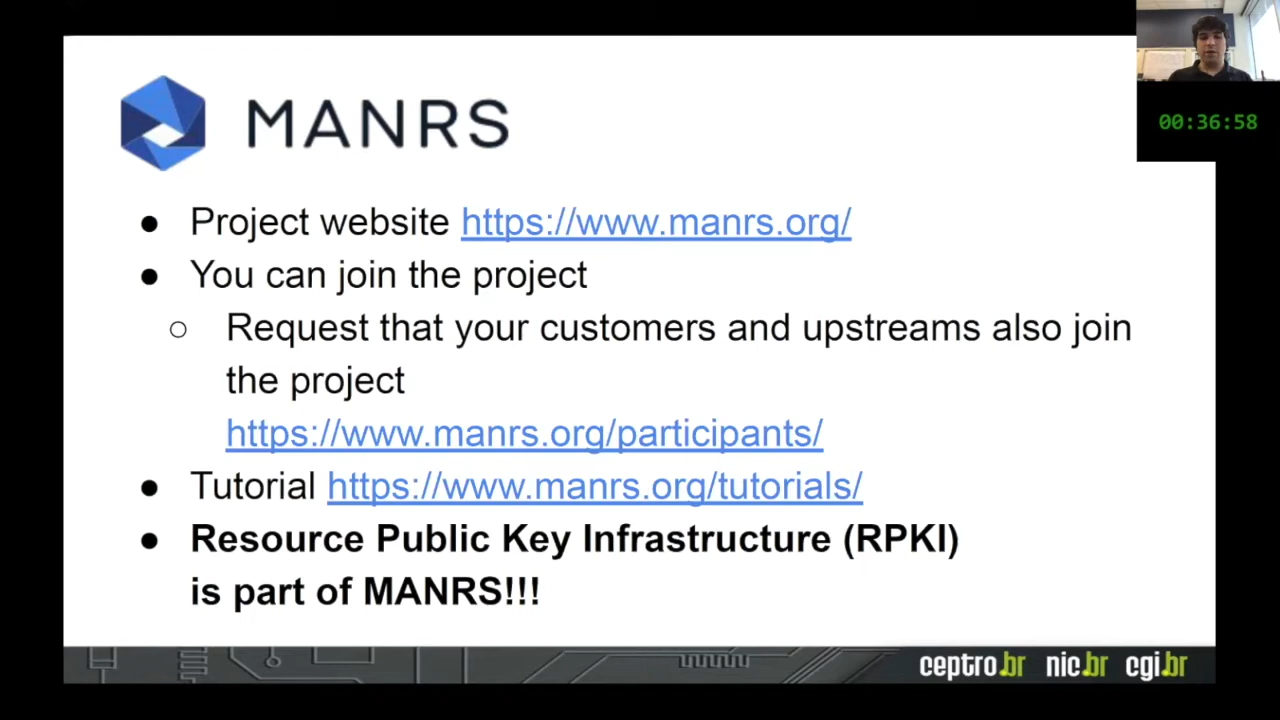 MANRS
00:36:58
● Project website https://www.manrs.org/
● You can join the project
○ Request that your customers and upstreams also join
the project
https://www.manrs.org/participants/
● Tutorial https://www.manrs.org/tutorials/
● Resource Public Key Infrastructure (RPKI)
is part of MANRS!!!
ceptro.br nic.br cgi.br